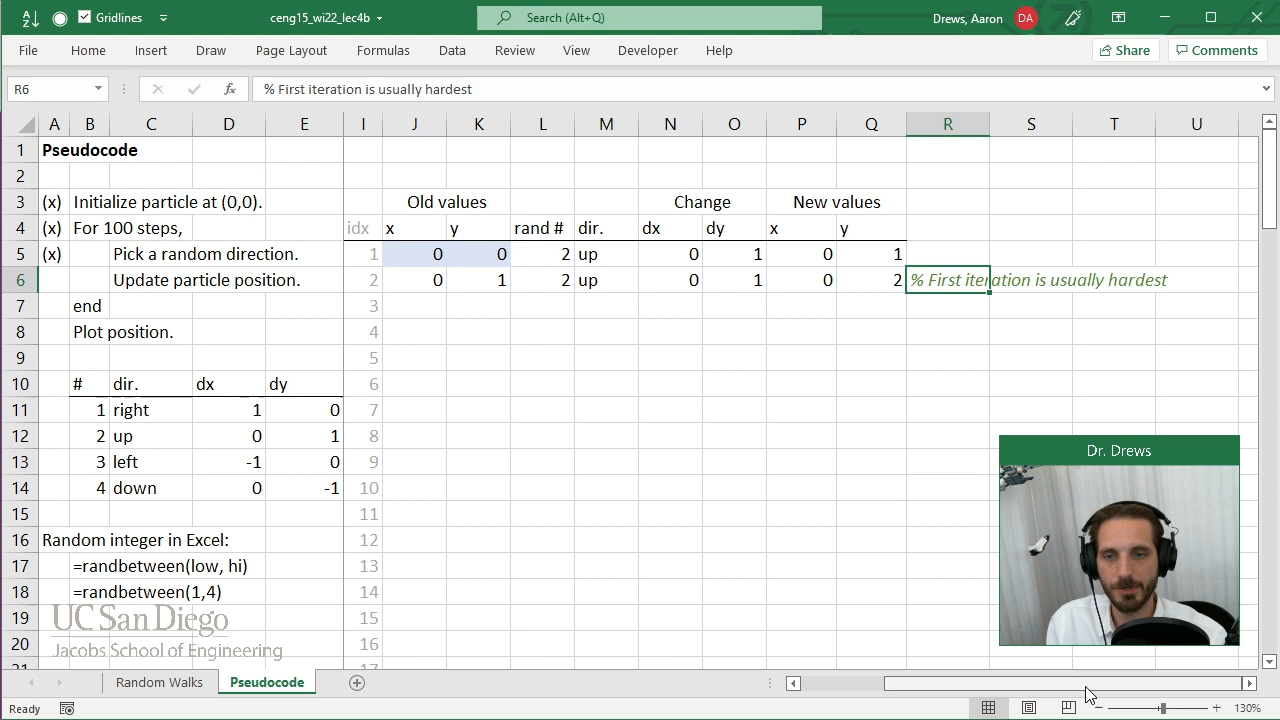 Gridlines ceng15_wi22_lec4b Search (Alt+Q) Drews, Aaron DA
File Home Insert Draw Page Layout Formulas Data Review View Developer Help Share Comments
R6 fx % First iteration is usually hardest
A B C D E I J K L M N O P Q R S T U
1 Pseudocode
2
3 (x) Initialize particle at (0,0). Old values Change New values
4 (x) For 100 steps, idx x y rand # dir. dx dy x y
5 (x) Pick a random direction. 1 0 0 2 up 0 1 0 1
6 Update particle position. 2 0 1 2 up 0 1 0 2 % First iteration is usually hardest
7 end 3
8 Plot position. 4
9 5
10 # dir. dx dy 6
11 1 right 1 0 7
12 2 up 0 1 8
13 3 left -1 0 9
14 4 down 0 -1 10
15 11
16 Random integer in Excel: 12
17 =randbetween(low, hi) 13
18 =randbetween(1,4) 14
19 15
20 16
21 17
Dr. Drews
UC San Diego
Jacobs School of Engineering
Random Walks Pseudocode
Ready 130%